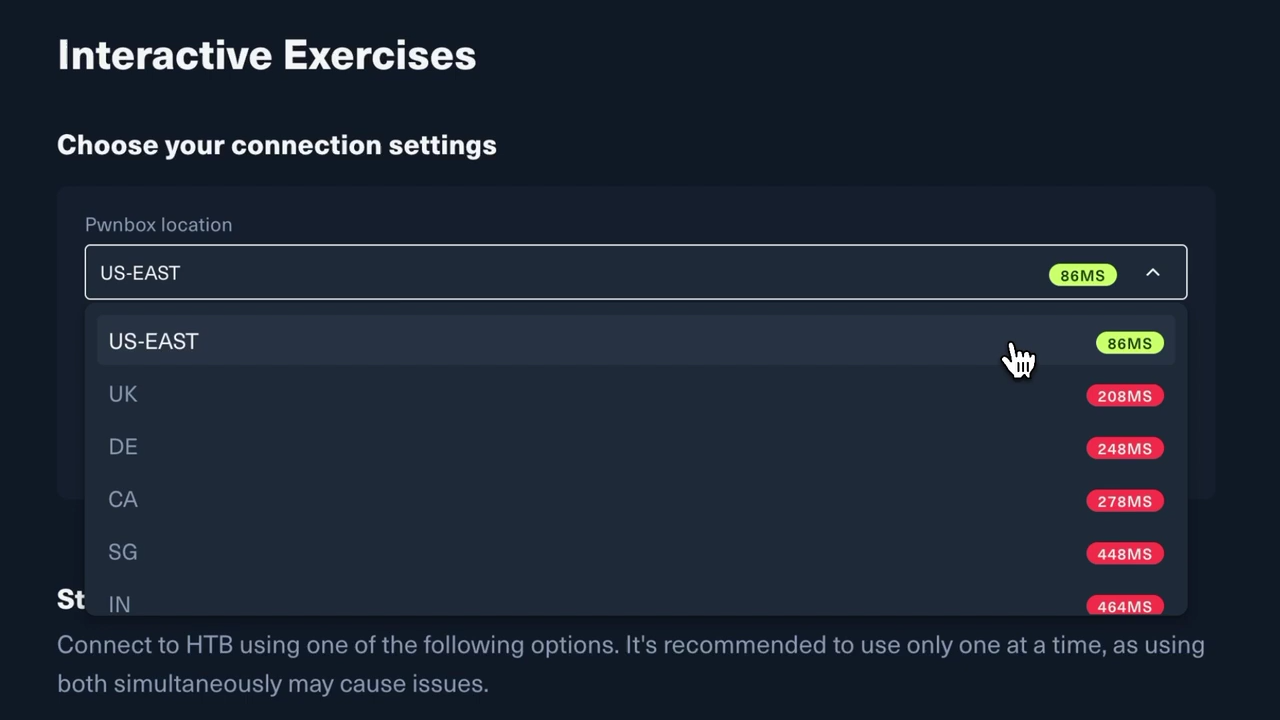 Interactive Exercises
Choose your connection settings
Pwnbox location
US-EAST 86MS
US-EAST 86MS
UK 208MS
DE 248MS
CA 278MS
SG 448MS
IN 464MS
St
Connect to HTB using one of the following options. It's recommended to use only one at a time, as using
both simultaneously may cause issues.